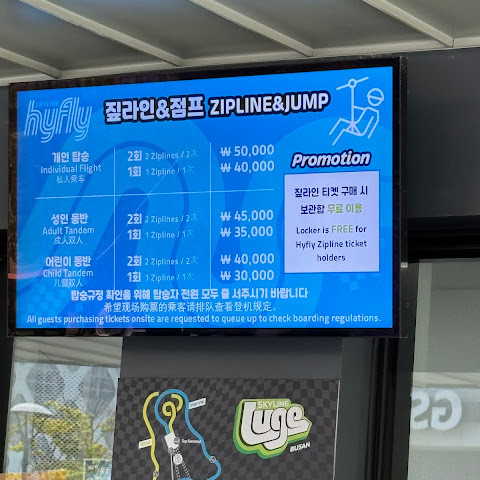 SKYLINE
hyfly
짚라인&점프 ZIPLINE&JUMP
개인 탑승
Individual Flight
私人乘车
2회 2 Ziplines / 2次 ₩ 50,000
1회 1 Zipline / 1次 ₩ 40,000
성인 동반
Adult Tandem
成人双人
2회 2 Ziplines / 2次 ₩ 45,000
1회 1 Zipline / 1次 ₩ 35,000
어린이 동반
Child Tandem
儿童双人
2회 2 Ziplines / 2次 ₩ 40,000
1회 1 Zipline / 1次 ₩ 30,000
Promotion
짚라인 티켓 구매 시
보관함 무료 이용
Locker is FREE for
Hyfly Zipline ticket
holders
탑승규정 확인을 위해 탑승자 전원 모두 줄 서주시기 바랍니다
希望现场购票的乘客请排队查看登机规定。
All guests purchasing tickets onsite are requested to queue up to check boarding regulations.
SKYLINE
Luge
BUSAN
GS